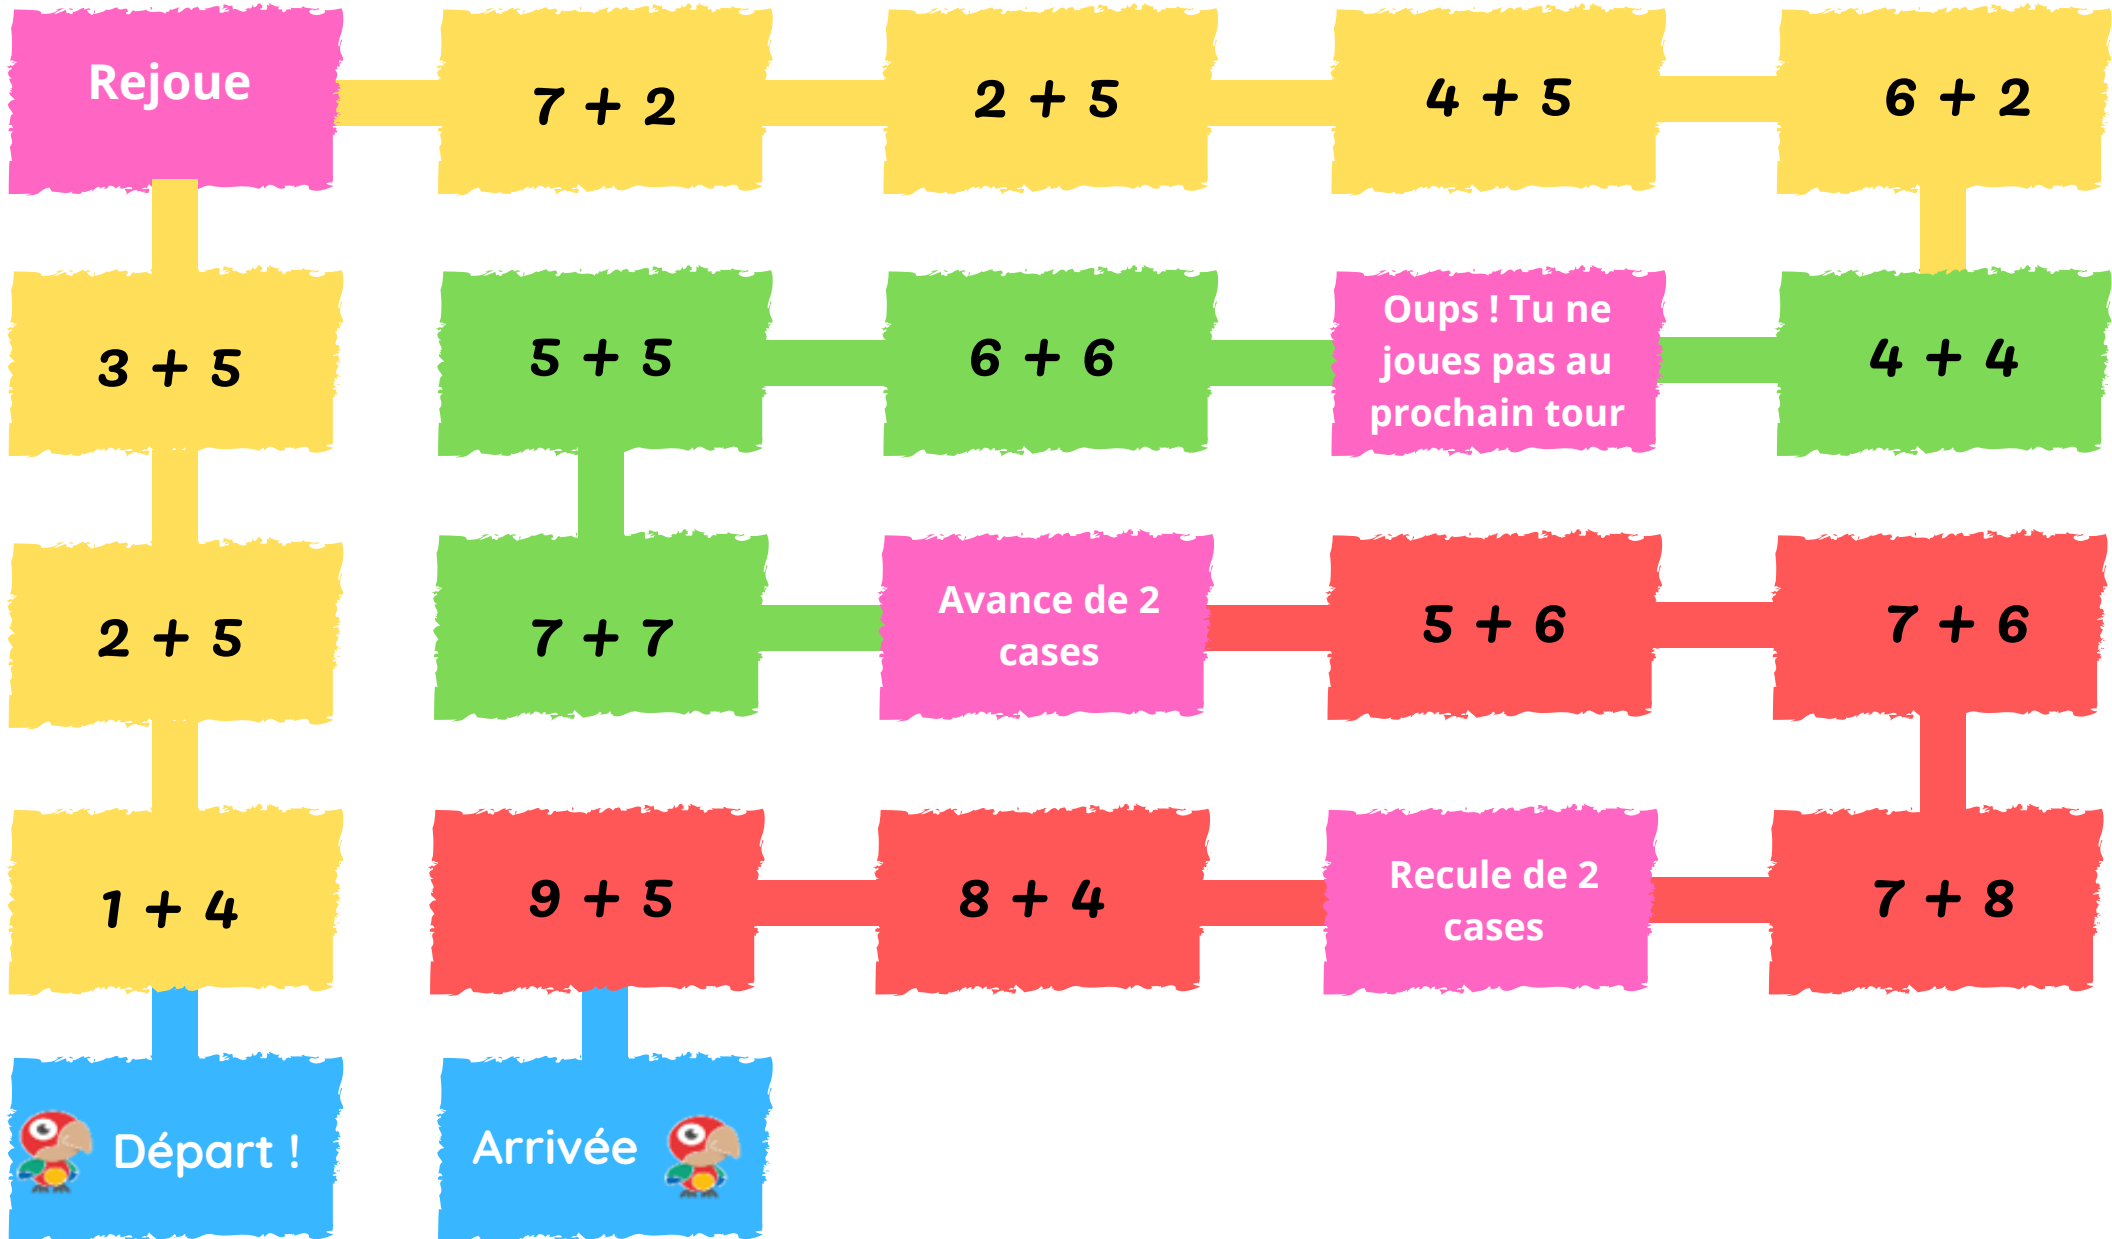 Rejoue
7 + 2
2 + 5
4 + 5
6 + 2
3 + 5
5 + 5
6 + 6
Oups ! Tu ne
joues pas au
prochain tour
4 + 4
2 + 5
7 + 7
Avance de 2
cases
5 + 6
7 + 6
1 + 4
9 + 5
8 + 4
Recule de 2
cases
7 + 8
Départ !
Arrivée